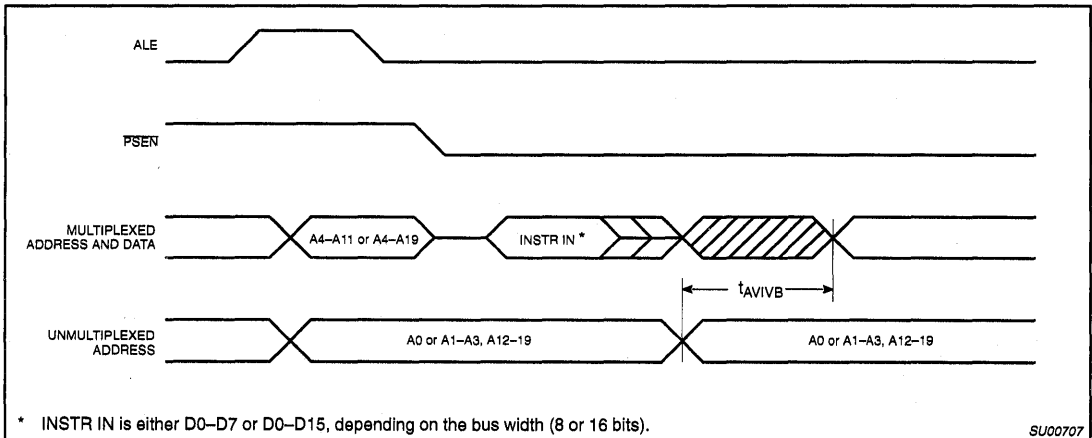 ALE
PSEN
MULTIPLEXED
ADDRESS AND DATA
A4–A11 or A4–A19
INSTR IN *
tAVIVB
UNMULTIPLEXED
ADDRESS
A0 or A1–A3, A12–19
A0 or A1–A3, A12–19
* INSTR IN is either D0–D7 or D0–D15, depending on the bus width (8 or 16 bits).
SU00707